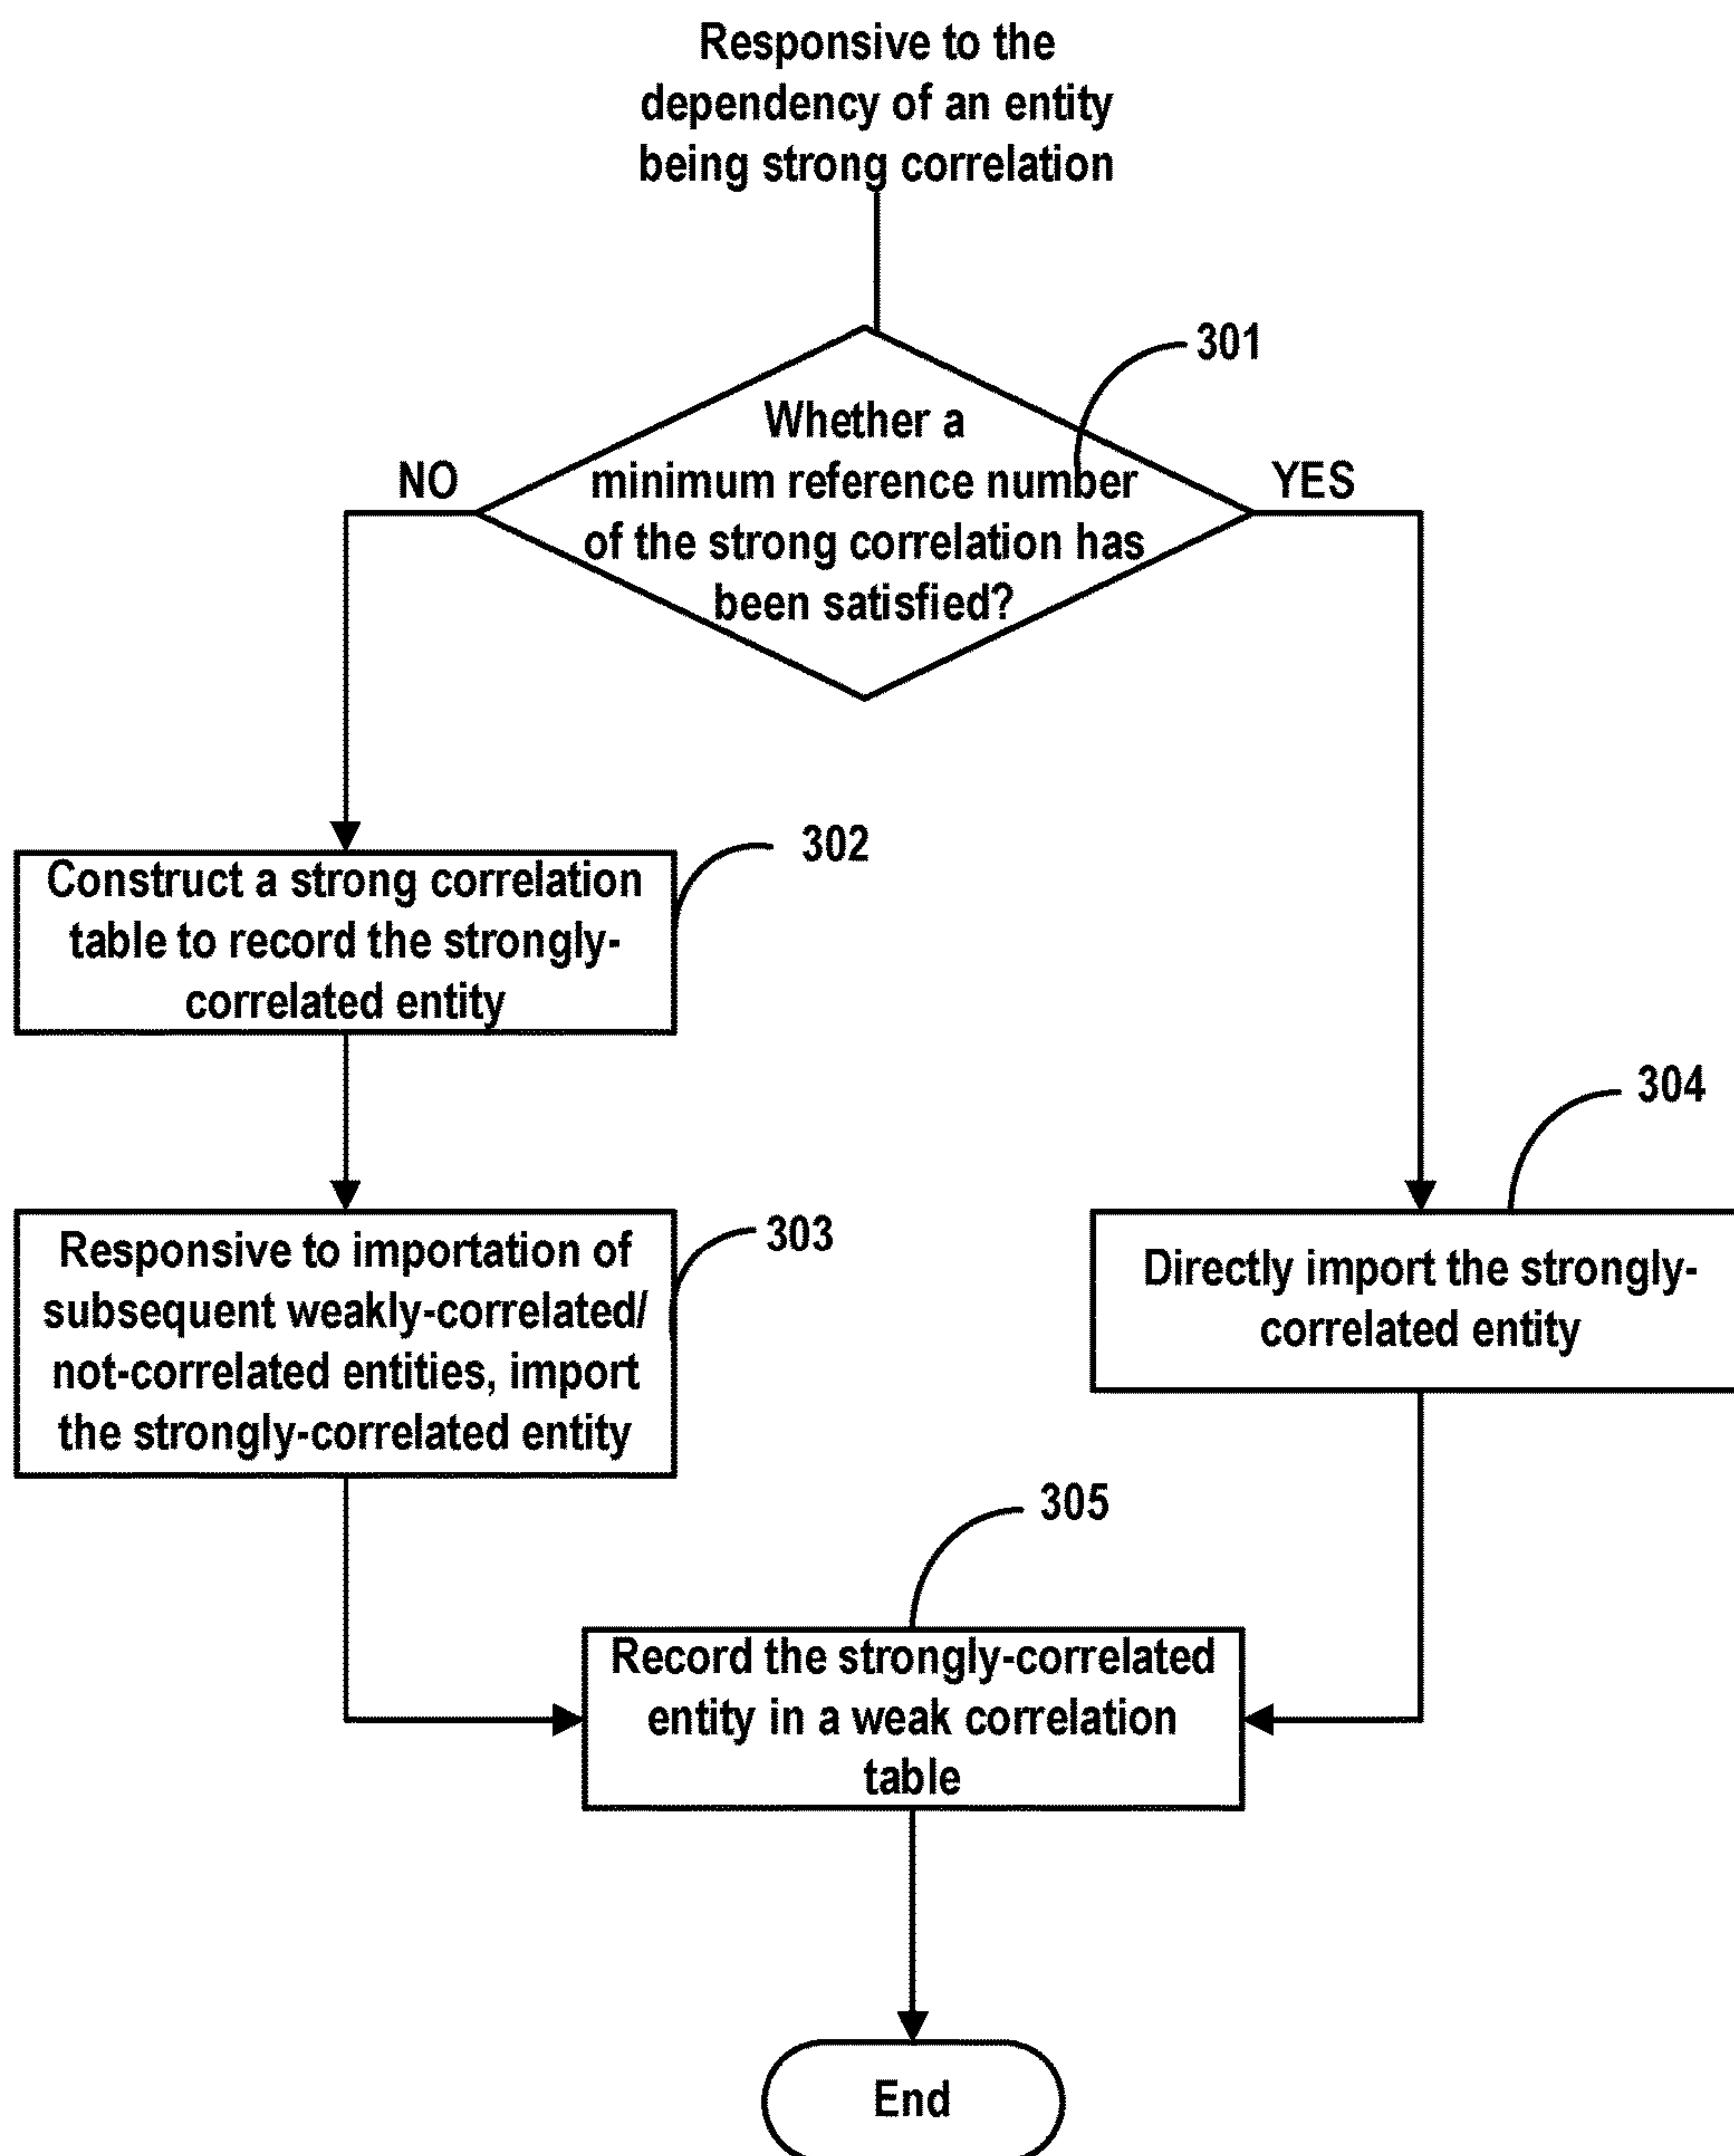 Responsive to the
dependency of an entity
being strong correlation
301
Whether a
minimum reference number
of the strong correlation has
been satisfied?
NO
YES
302
Construct a strong correlation
table to record the strongly-
correlated entity
304
303
Responsive to importation of
subsequent weakly-correlated/
not-correlated entities, import
the strongly-correlated entity
Directly import the strongly-
correlated entity
305
Record the strongly-correlated
entity in a weak correlation
table
End